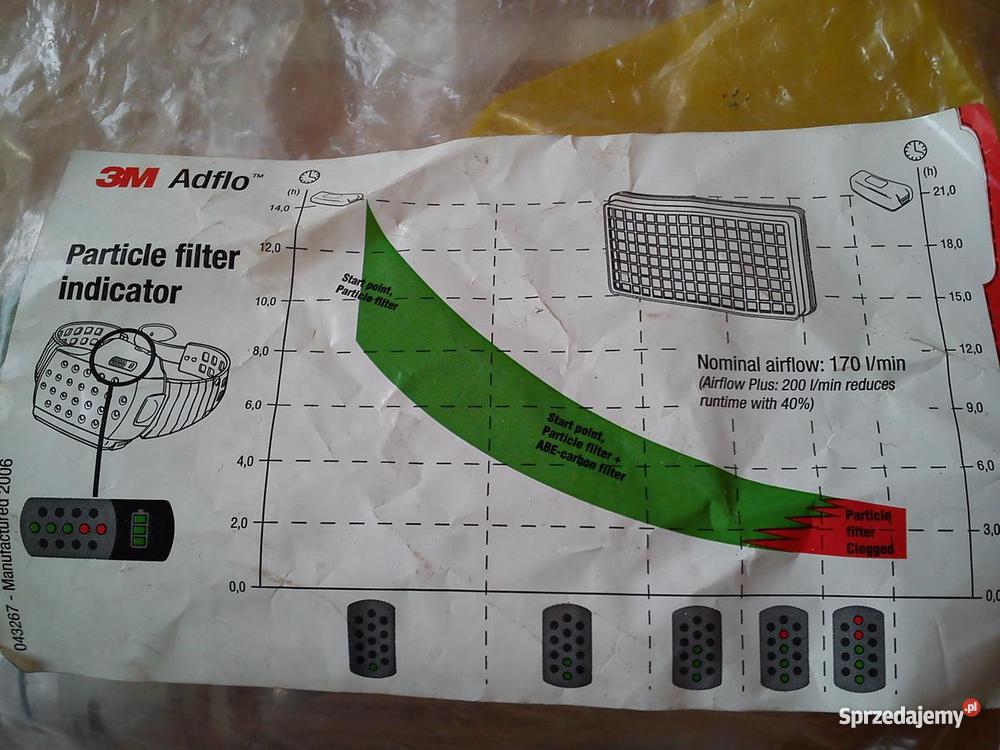 3M Adflo™
Particle filter
indicator
043267 - Manufactured 2006
(h)
14,0
12,0
10,0
8,0
6,0
4,0
2,0
0,0
Start point,
Particle filter
Start point,
Particle filter +
ABE-carbon filter
Nominal airflow: 170 l/min
(Airflow Plus: 200 l/min reduces
runtime with 40%)
Particle
filter
Clogged
(h)
21,0
18,0
15,0
12,0
9,0
6,0
3,0
0,0
Sprzedajemy.pl